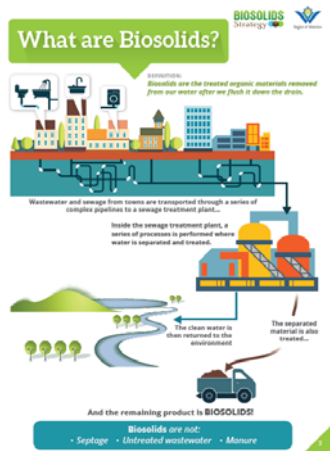 BIOSOLIDS
Strategy
Region of Waterloo
What are Biosolids?
DEFINITION:
Biosolids are the treated organic materials removed
from our water after we flush it down the drain.
Wastewater and sewage from towns are transported through a series of
complex pipelines to a sewage treatment plant...
Inside the sewage treatment plant, a
series of processes is performed where
water is separated and treated.
The clean water is
then returned to the
environment
The separated
material is also
treated...
And the remaining product is BIOSOLIDS!
Biosolids are not:
• Septage • Untreated wastewater • Manure
3